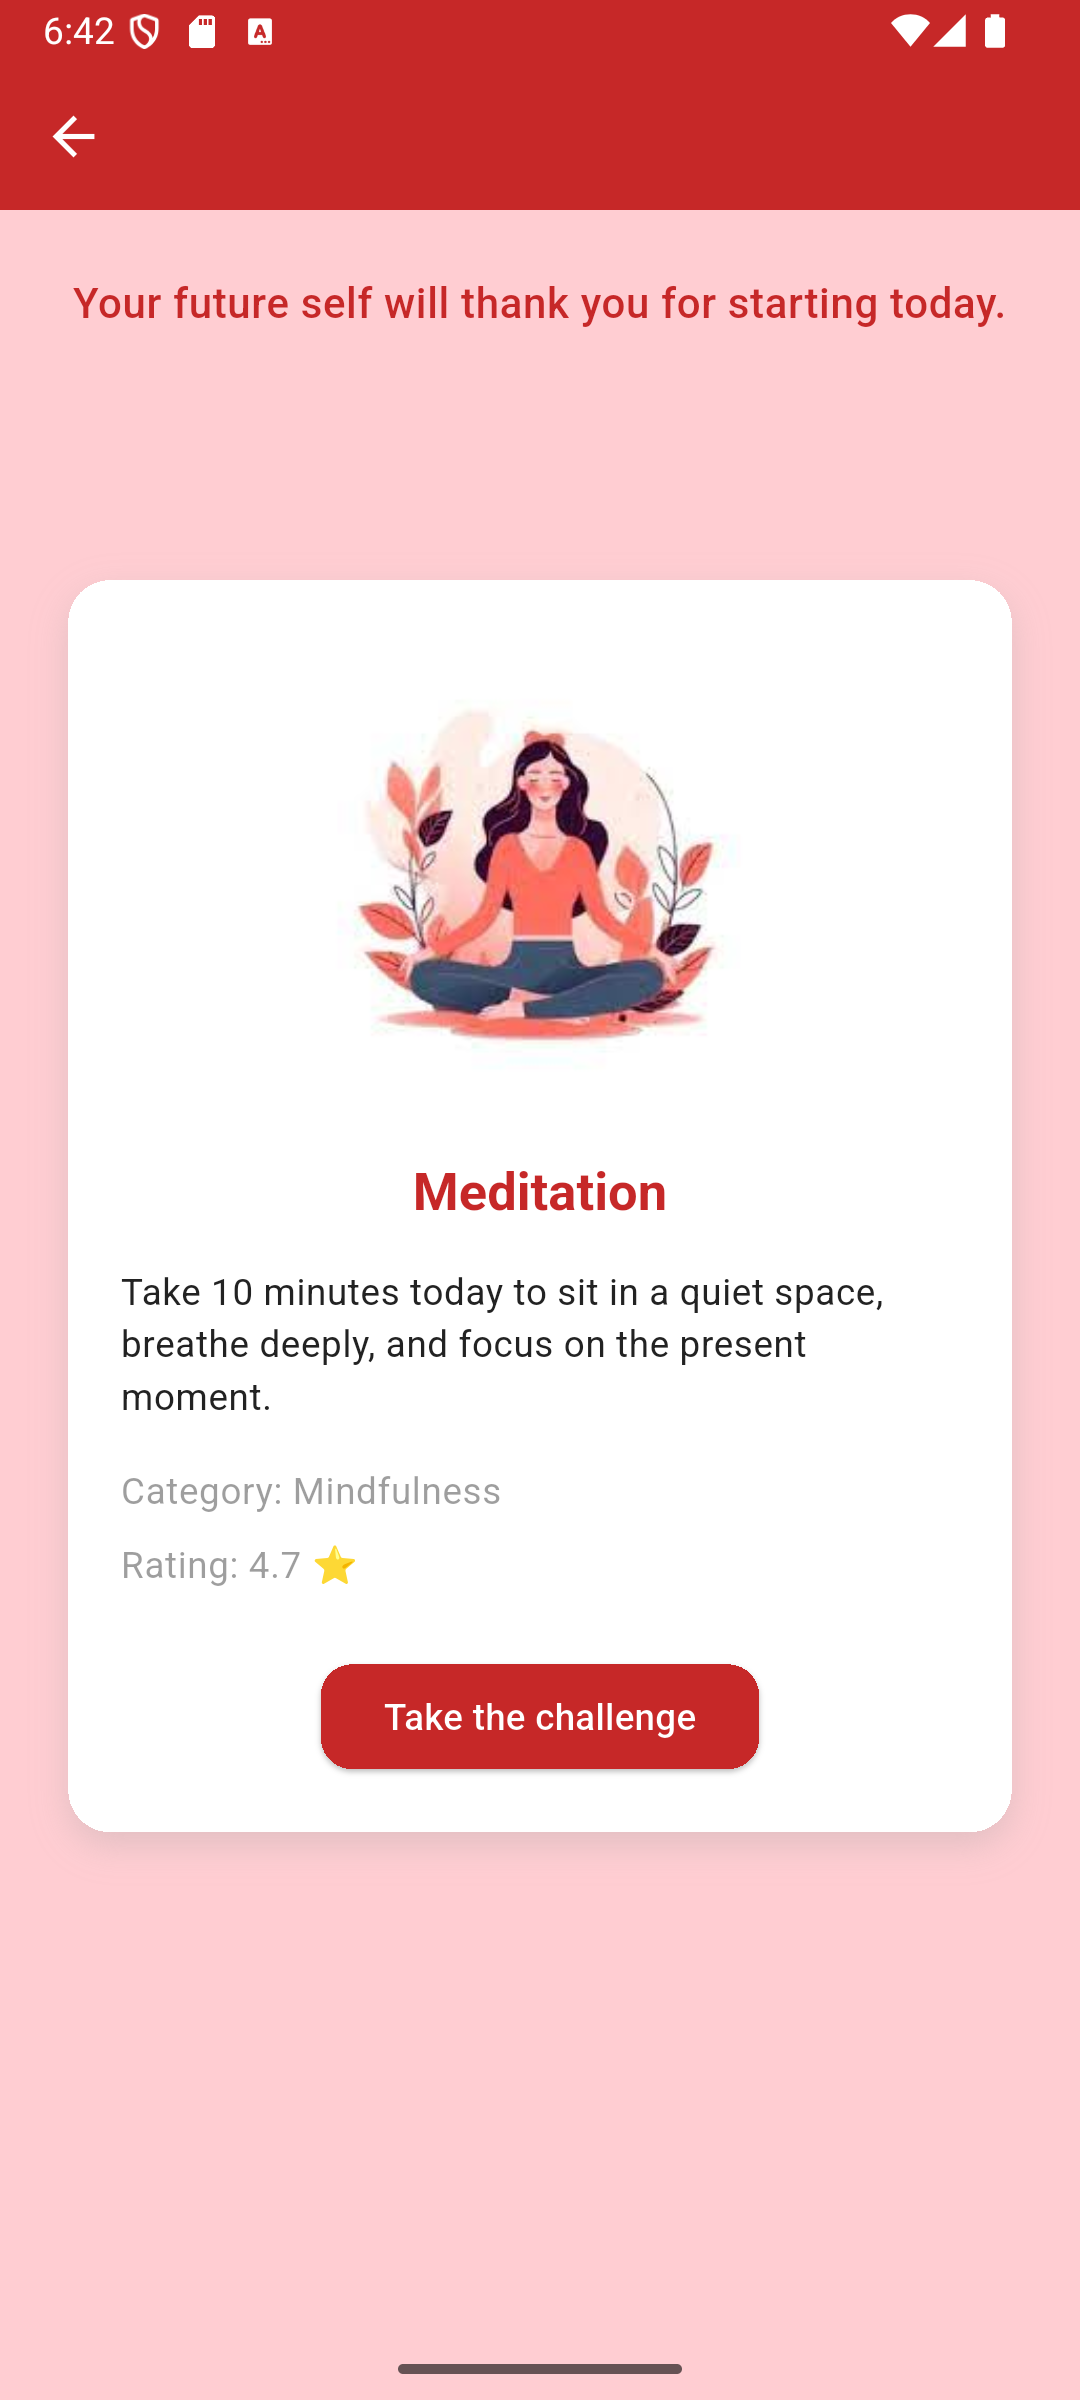 6:42
Your future self will thank you for starting today.
Meditation
Take 10 minutes today to sit in a quiet space,
breathe deeply, and focus on the present
moment.
Category: Mindfulness
Rating: 4.7 ⭐
Take the challenge